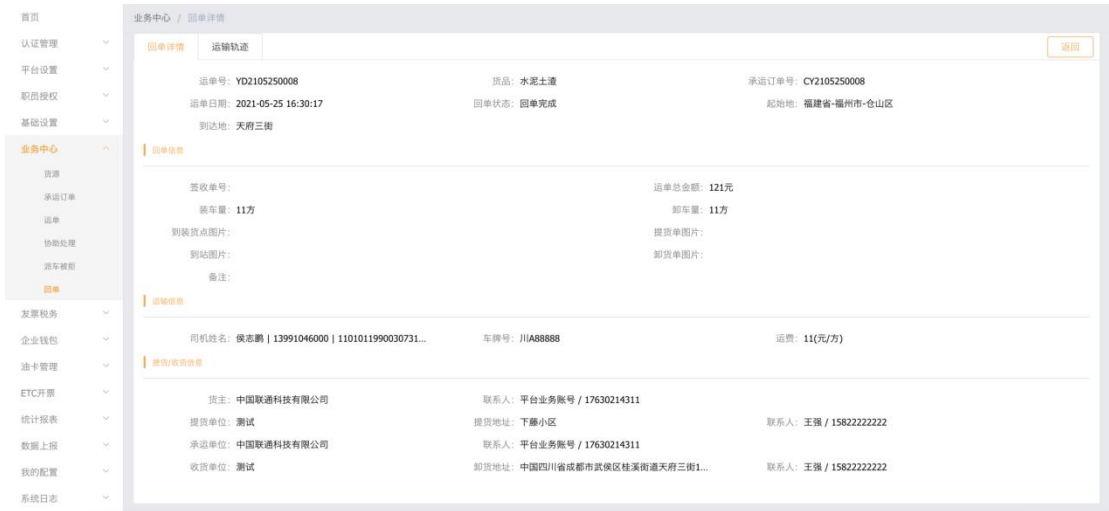 首页
认证管理
平台设置
职员授权
基础设置
业务中心
货源
承运订单
运单
协助处理
派车被拒
回单
发票税务
企业钱包
油卡管理
ETC开票
统计报表
数据上报
我的配置
系统日志
业务中心 / 回单详情
回单详情 运输轨迹 返回
运单号: YD2105250008 货品: 水泥土渣 承运订单号: CY2105250008
运单日期: 2021-05-25 16:30:17 回单状态: 回单完成 起始地: 福建省-福州市-仓山区
到达地: 天府三街
回单信息
签收单号: 运单总金额: 121元
装车量: 11方 卸车量: 11方
到装货点图片: 提货单图片:
到站图片: 卸货单图片:
备注:
运输信息
司机姓名: 侯志鹏 | 13991046000 | 1101011990030731... 车牌号: 川A88888 运费: 11(元/方)
提货/收货信息
货主: 中国联通科技有限公司 联系人: 平台业务账号 / 17630214311
提货单位: 测试 提货地址: 下藤小区 联系人: 王强 / 15822222222
承运单位: 中国联通科技有限公司 联系人: 平台业务账号 / 17630214311
收货单位: 测试 卸货地址: 中国四川省成都市武侯区桂溪街道天府三街1... 联系人: 王强 / 15822222222